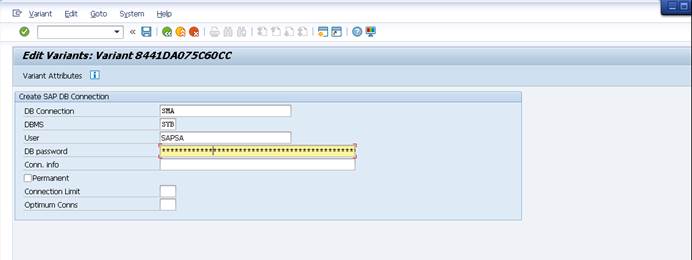 Variant Edit Goto System Help
Edit Variants: Variant 8441DA075C60CC
Variant Attributes
Create SAP DB Connection
DB Connection SMA
DBMS SYB
User SAPSA
DB password **********************************************
Conn. info
Permanent
Connection Limit
Optimum Conns